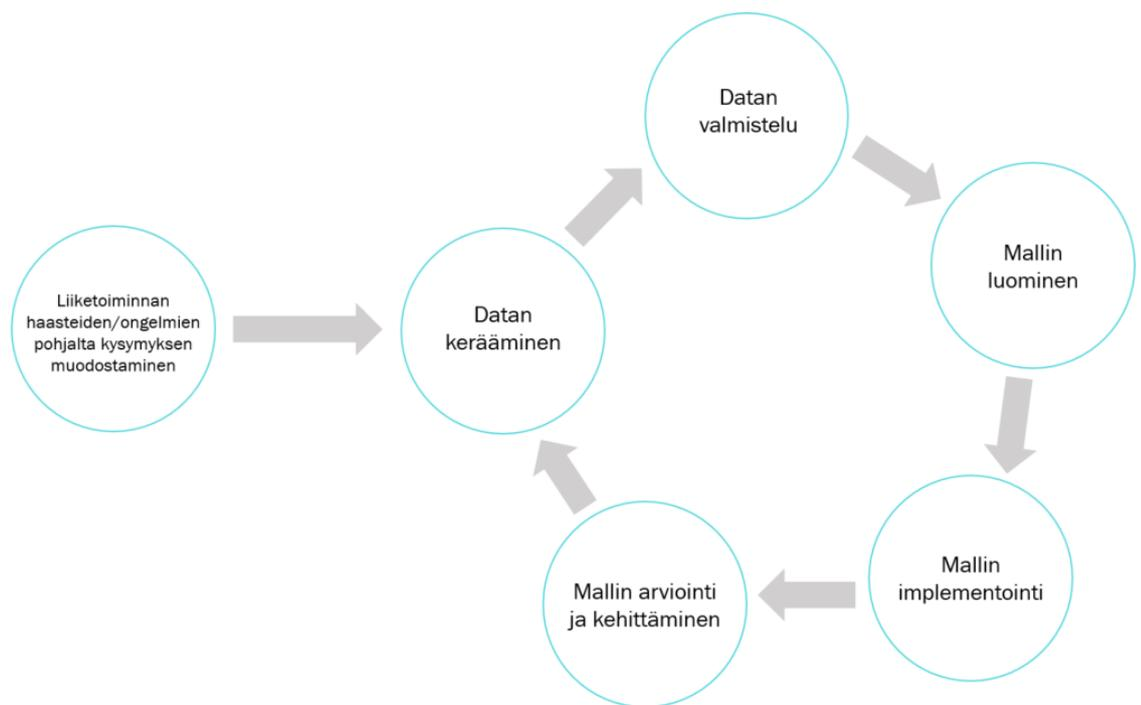 Liiketoiminnan
haasteiden/ongelmien
pohjalta kysymyksen
muodostaminen
Datan
kerääminen
Datan
valmistelu
Mallin
luominen
Mallin
implementointi
Mallin arviointi
ja kehittäminen